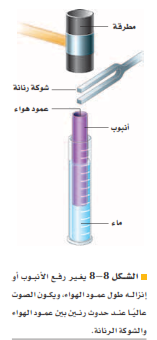 مطرقة
شوكة رنانة
عمود هواء
أنبوب
ماء
■ الشكل 8–8 يغير رفع الأنبوب أو
إنزاله طول عمود الهواء، ويكون الصوت
عاليًا عند حدوث رنين بين عمود الهواء
والشوكة الرنانة.